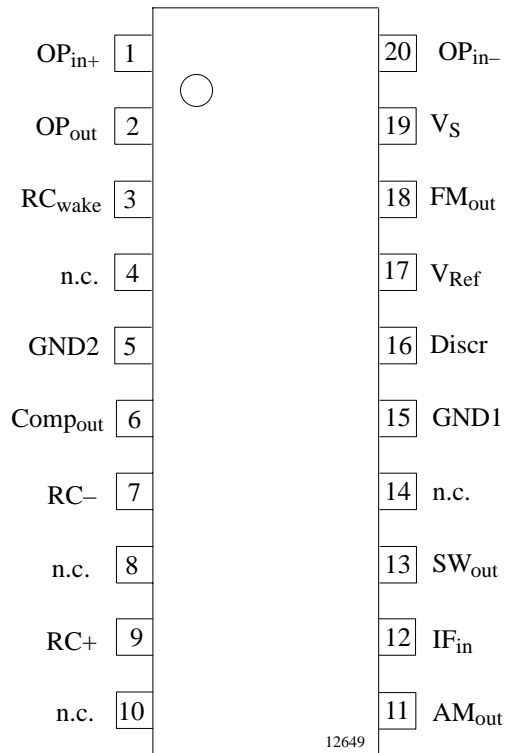 OPin+ 1 20 OPin–
OPout 2 19 VS
RCwake 3 18 FMout
n.c. 4 17 VRef
GND2 5 16 Discr
Compout 6 15 GND1
RC– 7 14 n.c.
n.c. 8 13 SWout
RC+ 9 12 IFin
n.c. 10 11 AMout
12649